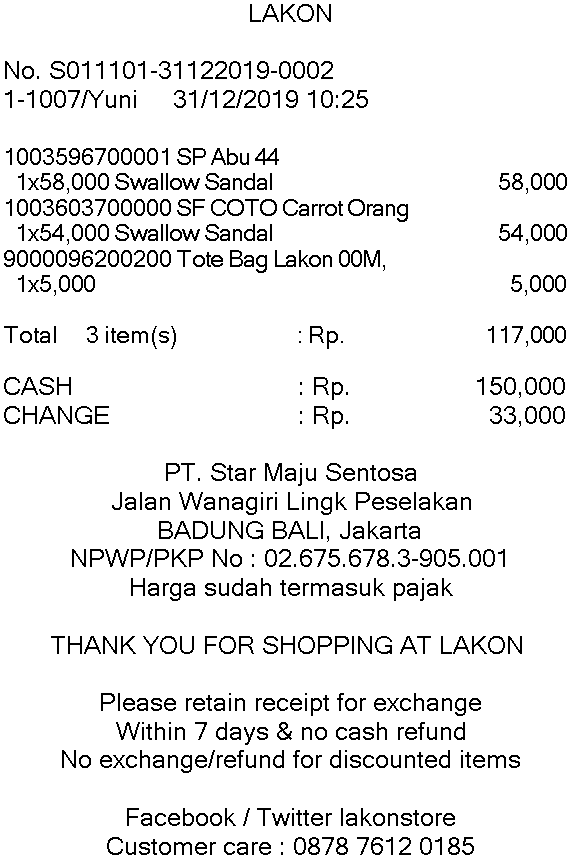 LAKON
No. S011101-31122019-0002
1-1007/Yuni 31/12/2019 10:25
1003596700001 SP Abu 44
1x58,000 Swallow Sandal 58,000
1003603700000 SF COTO Carrot Orang
1x54,000 Swallow Sandal 54,000
9000096200200 Tote Bag Lakon 00M,
1x5,000 5,000
Total 3 item(s) : Rp. 117,000
CASH : Rp. 150,000
CHANGE : Rp. 33,000
PT. Star Maju Sentosa
Jalan Wanagiri Lingk Peselakan
BADUNG BALI, Jakarta
NPWP/PKP No : 02.675.678.3-905.001
Harga sudah termasuk pajak
THANK YOU FOR SHOPPING AT LAKON
Please retain receipt for exchange
Within 7 days & no cash refund
No exchange/refund for discounted items
Facebook / Twitter lakonstore
Customer care : 0878 7612 0185